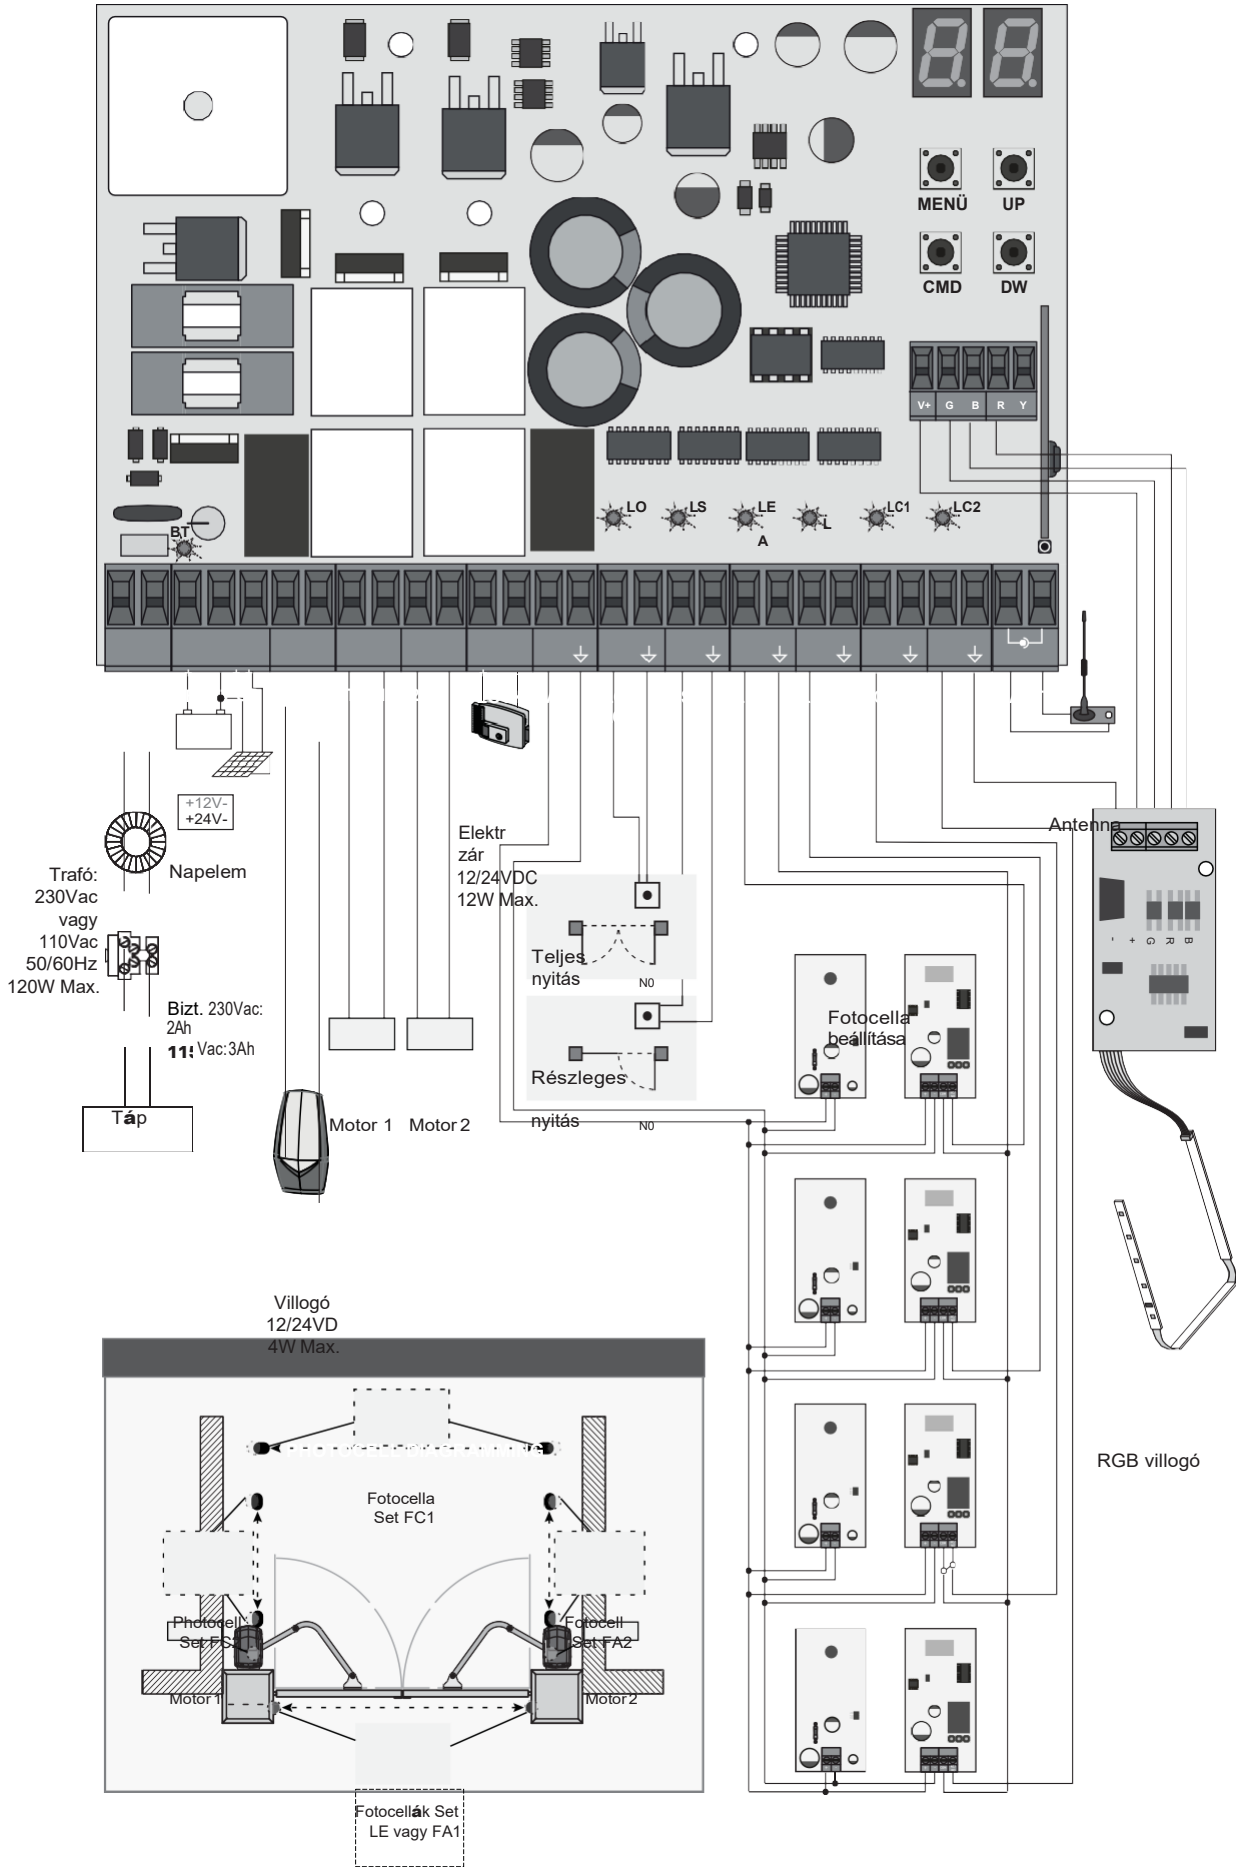 MENÜ
UP
CMD
DW
V+
G
B
R
Y
BT
LO
LS
LE
A
L
LC1
LC2
+12V-
+24V-
Napelem
Trafó:
230Vac
vagy
110Vac
50/60Hz
120W Max.
Bizt. 230Vac:
2Ah
Vac:3Ah
Táp
Elektr
zár
12/24VDC
12W Max.
Teljes
nyitás
N0
Részleges
nyitás
N0
Motor 1
Motor 2
Antenna
-
+
G
R
B
Fotocella
beállítása
RGB villogó
Villogó
12/24VD
4W Max.
Fotocella
Set FC1
Photocell
Fotocell
Set FA2
Motor 1
Motor 2
Fotocellák Set
LE vagy FA1